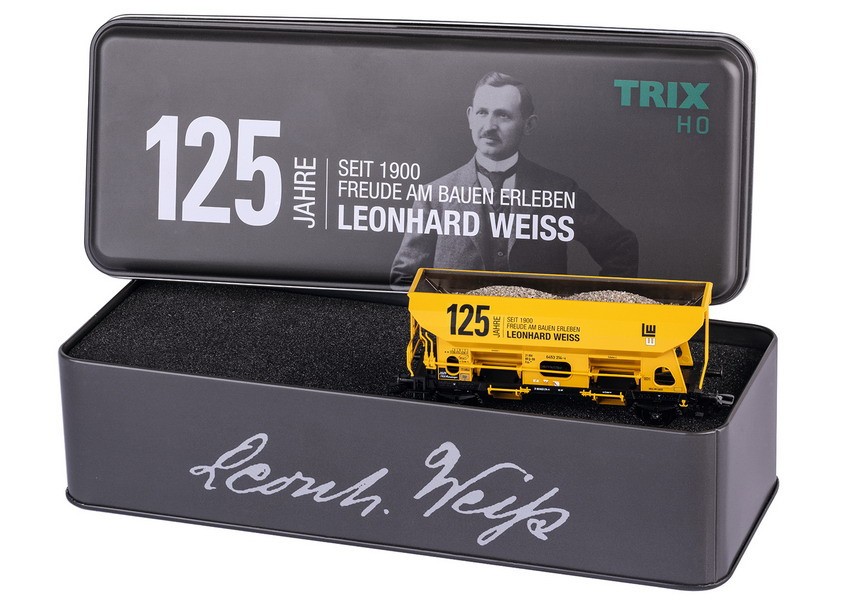 125
JAHRE
SEIT 1900
FREUDE AM BAUEN ERLEBEN
LEONHARD WEISS
TRIX
HO
125
JAHRE
SEIT 1900
FREUDE AM BAUEN ERLEBEN
LEONHARD WEISS
Leonh. Weiß